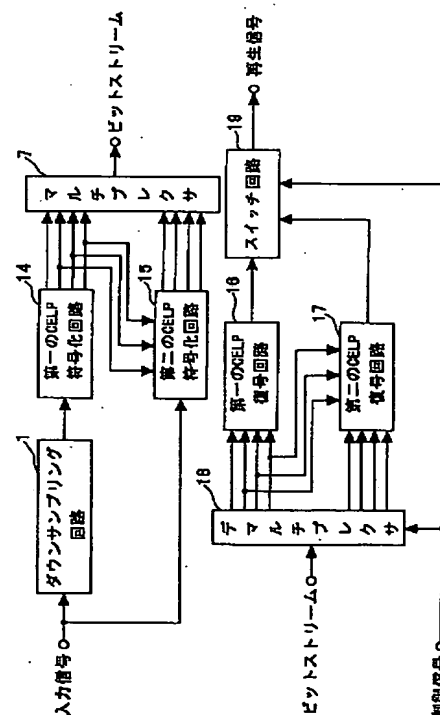 入力信号
1
ダウンサンプリング
回路
14
第一のCELP
符号化回路
15
第二のCELP
符号化回路
7
マルチプレクサ
ビットストリーム
ビットストリーム
18
デマルチプレクサ
16
第一のCELP
復号回路
17
第二のCELP
復号回路
19
スイッチ回路
再生信号